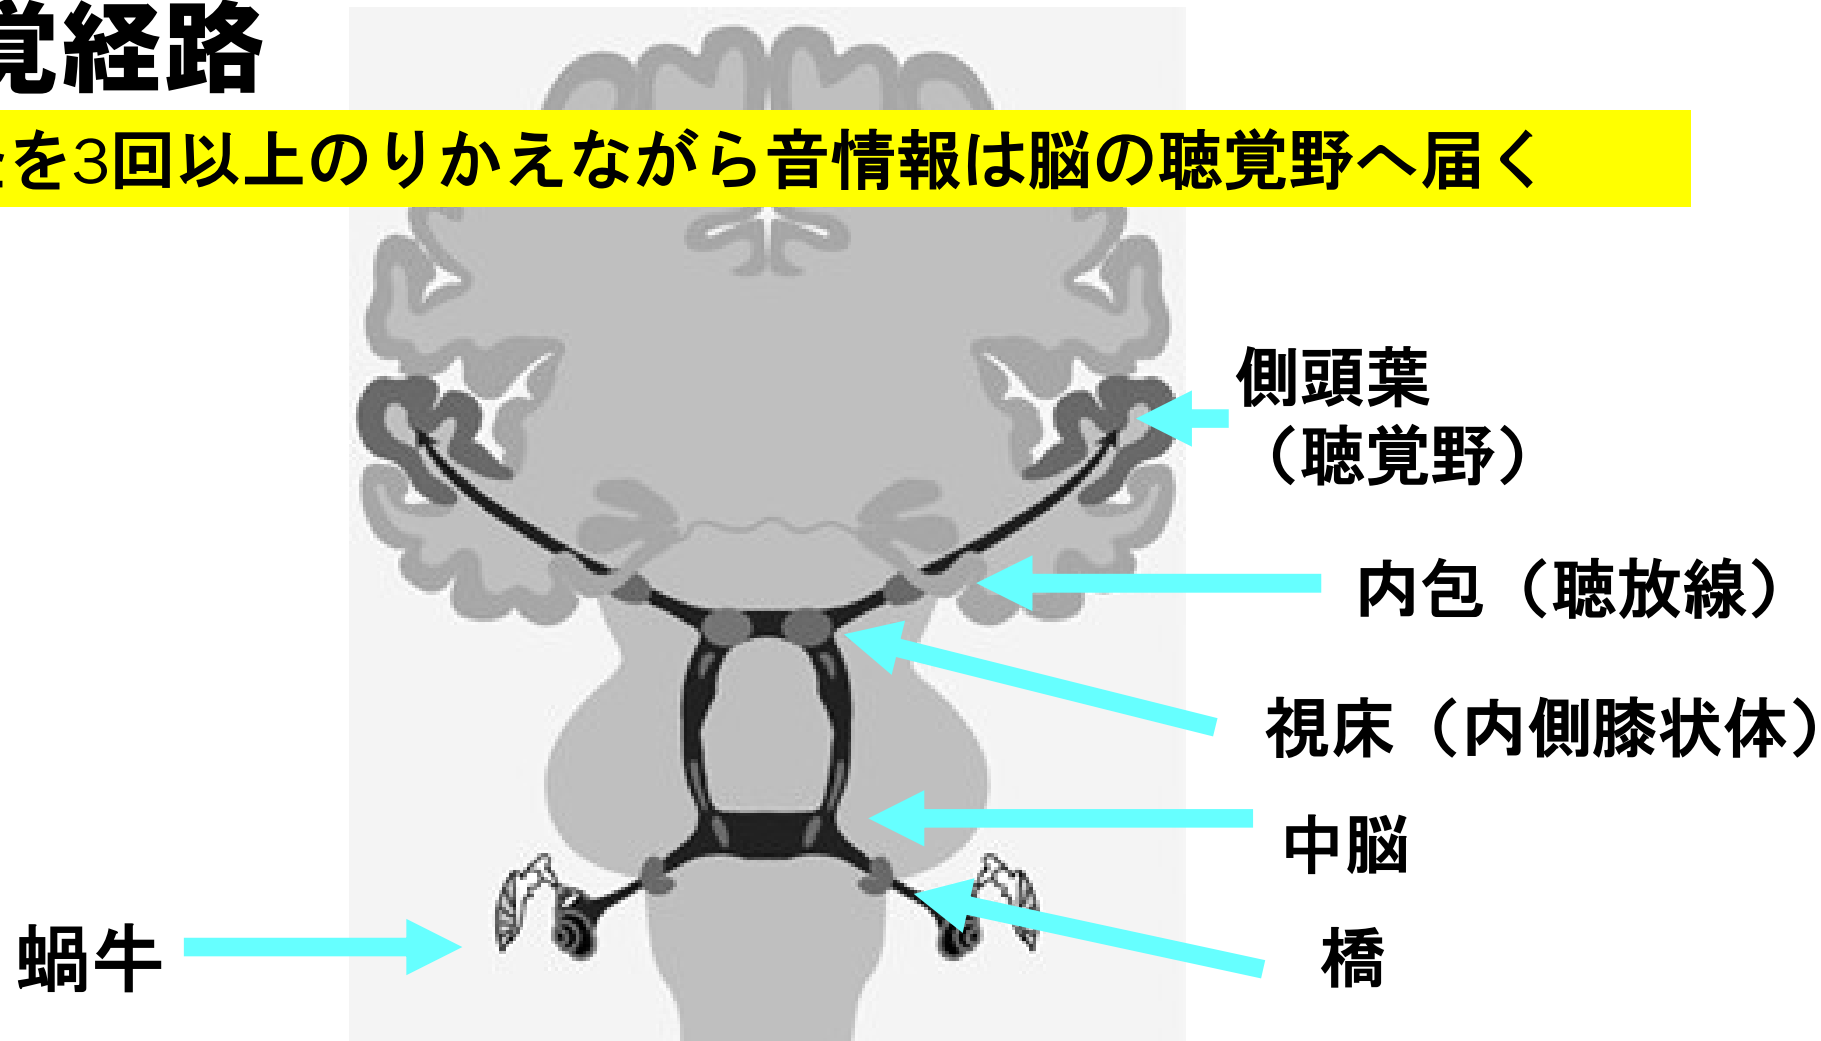 覚経路
を3回以上のりかえながら音情報は脳の聴覚野へ届く
側頭葉
（聴覚野）
内包（聴放線）
視床（内側膝状体）
中脳
橋
蝸牛